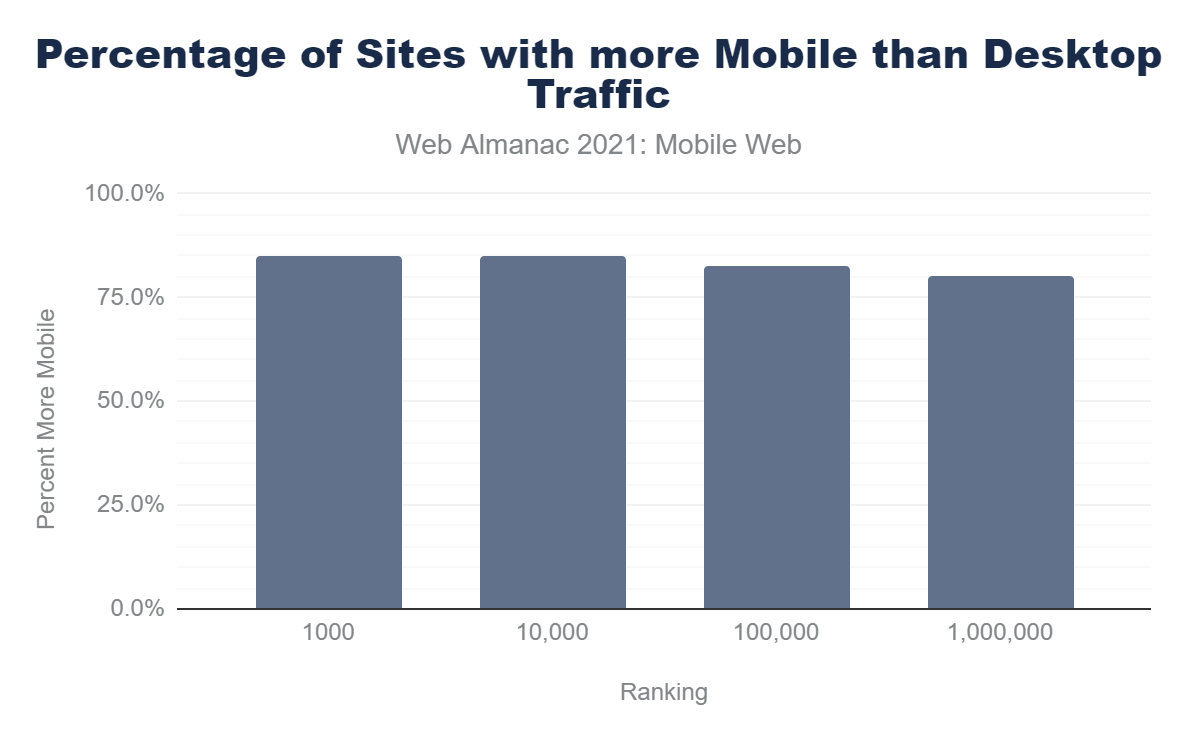 Percentage of Sites with more Mobile than Desktop
Traffic
Web Almanac 2021: Mobile Web
Percent More Mobile
100.0%
75.0%
50.0%
25.0%
0.0%
1000
10,000
100,000
1,000,000
Ranking